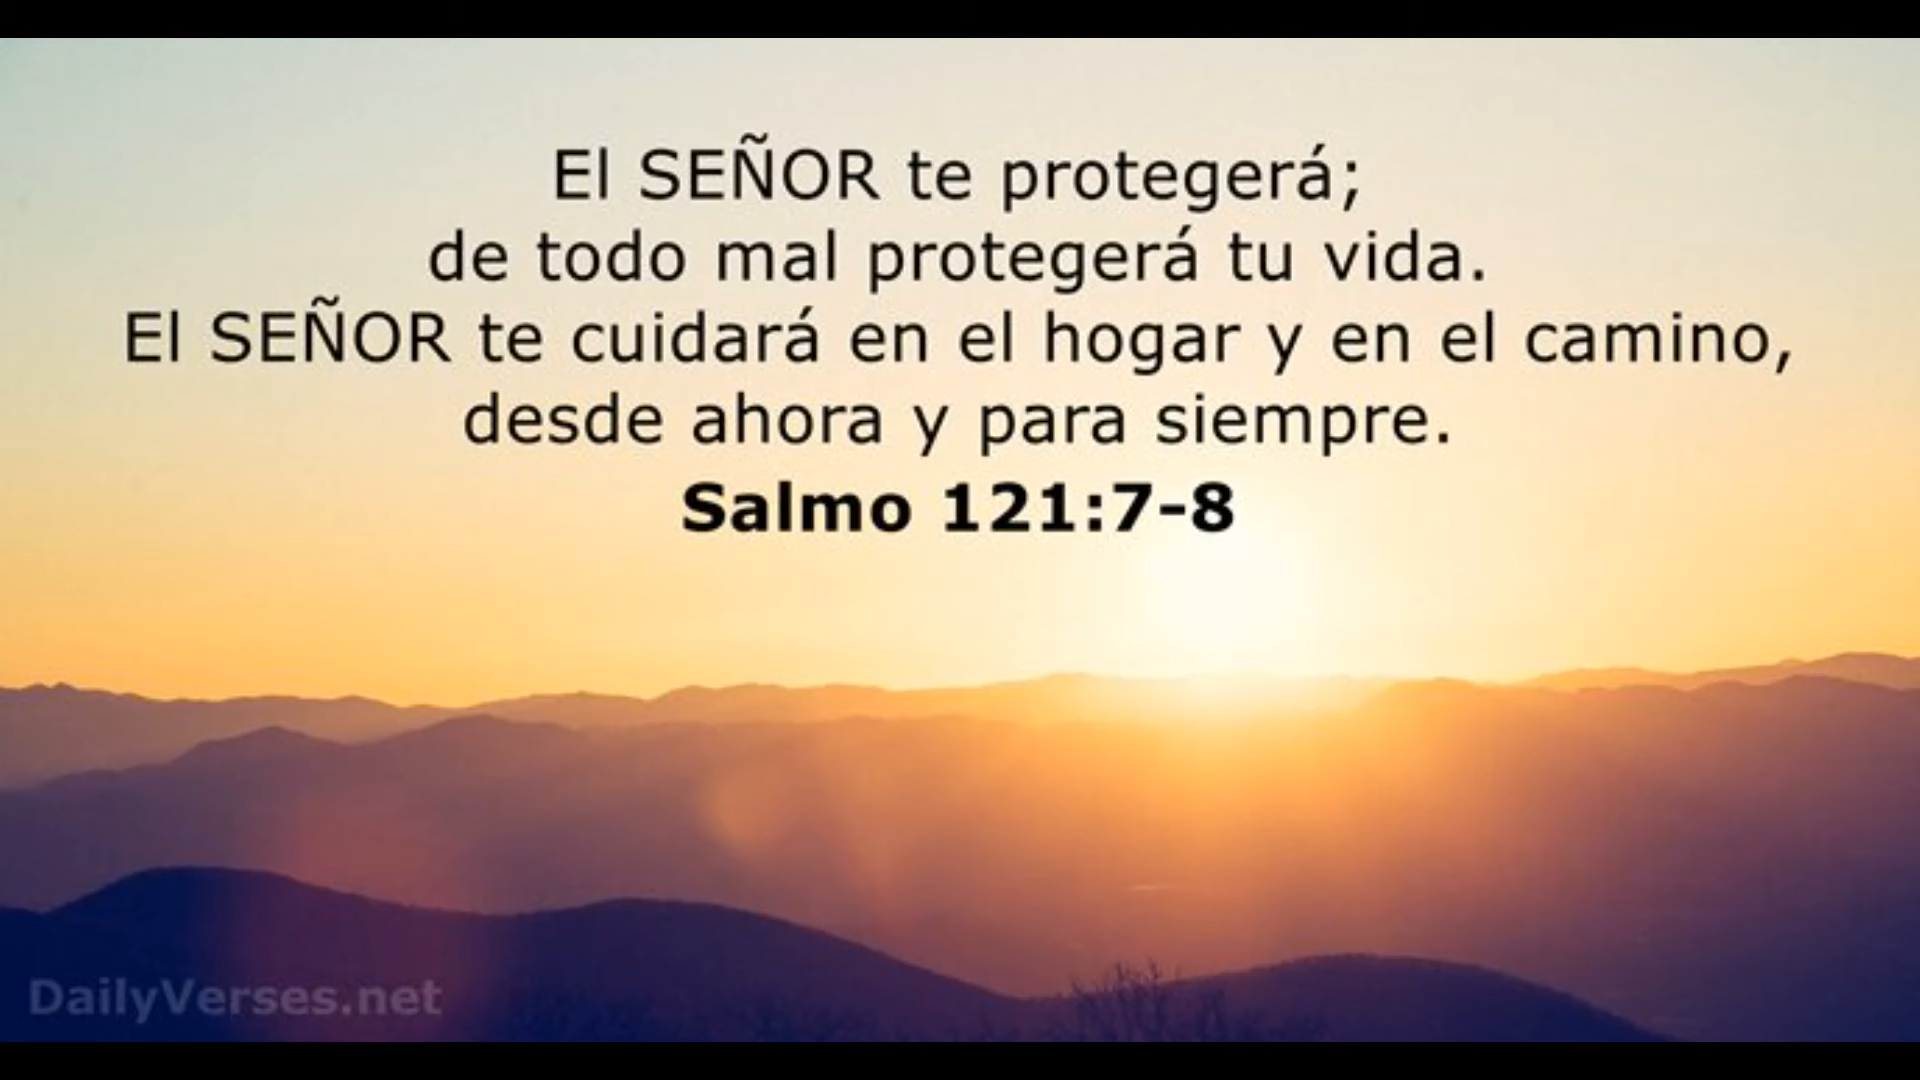 El SEÑOR te protegerá;
de todo mal protegerá tu vida.
El SEÑOR te cuidará en el hogar y en el camino,
desde ahora y para siempre.
Salmo 121:7-8
DailyVerses.net